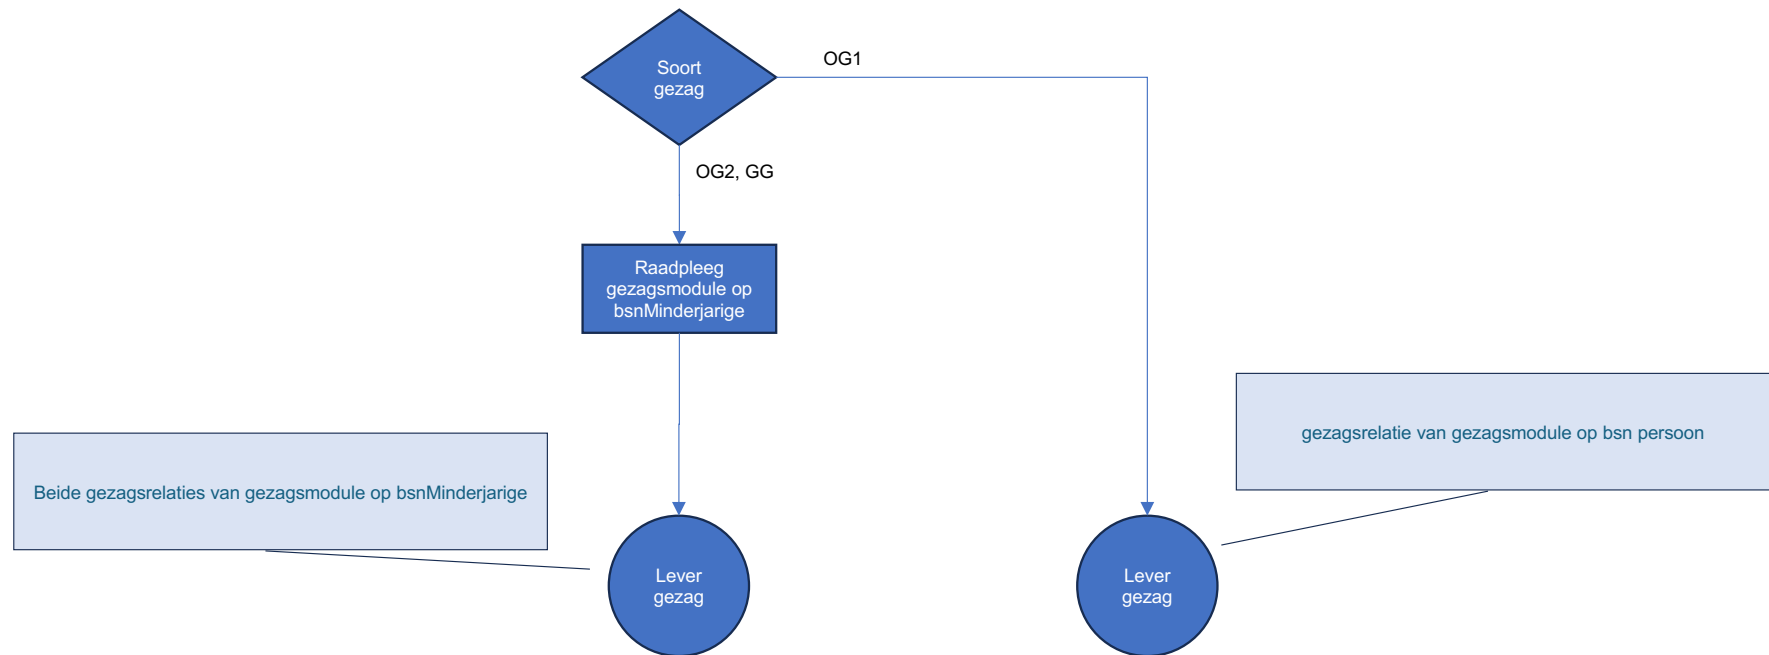 Soort
gezag
OG1
OG2, GG
Raadpleeg
gezagsmodule op
bsnMinderjarige
gezagsrelatie van gezagsmodule op bsn persoon
Beide gezagsrelaties van gezagsmodule op bsnMinderjarige
Lever
gezag
Lever
gezag